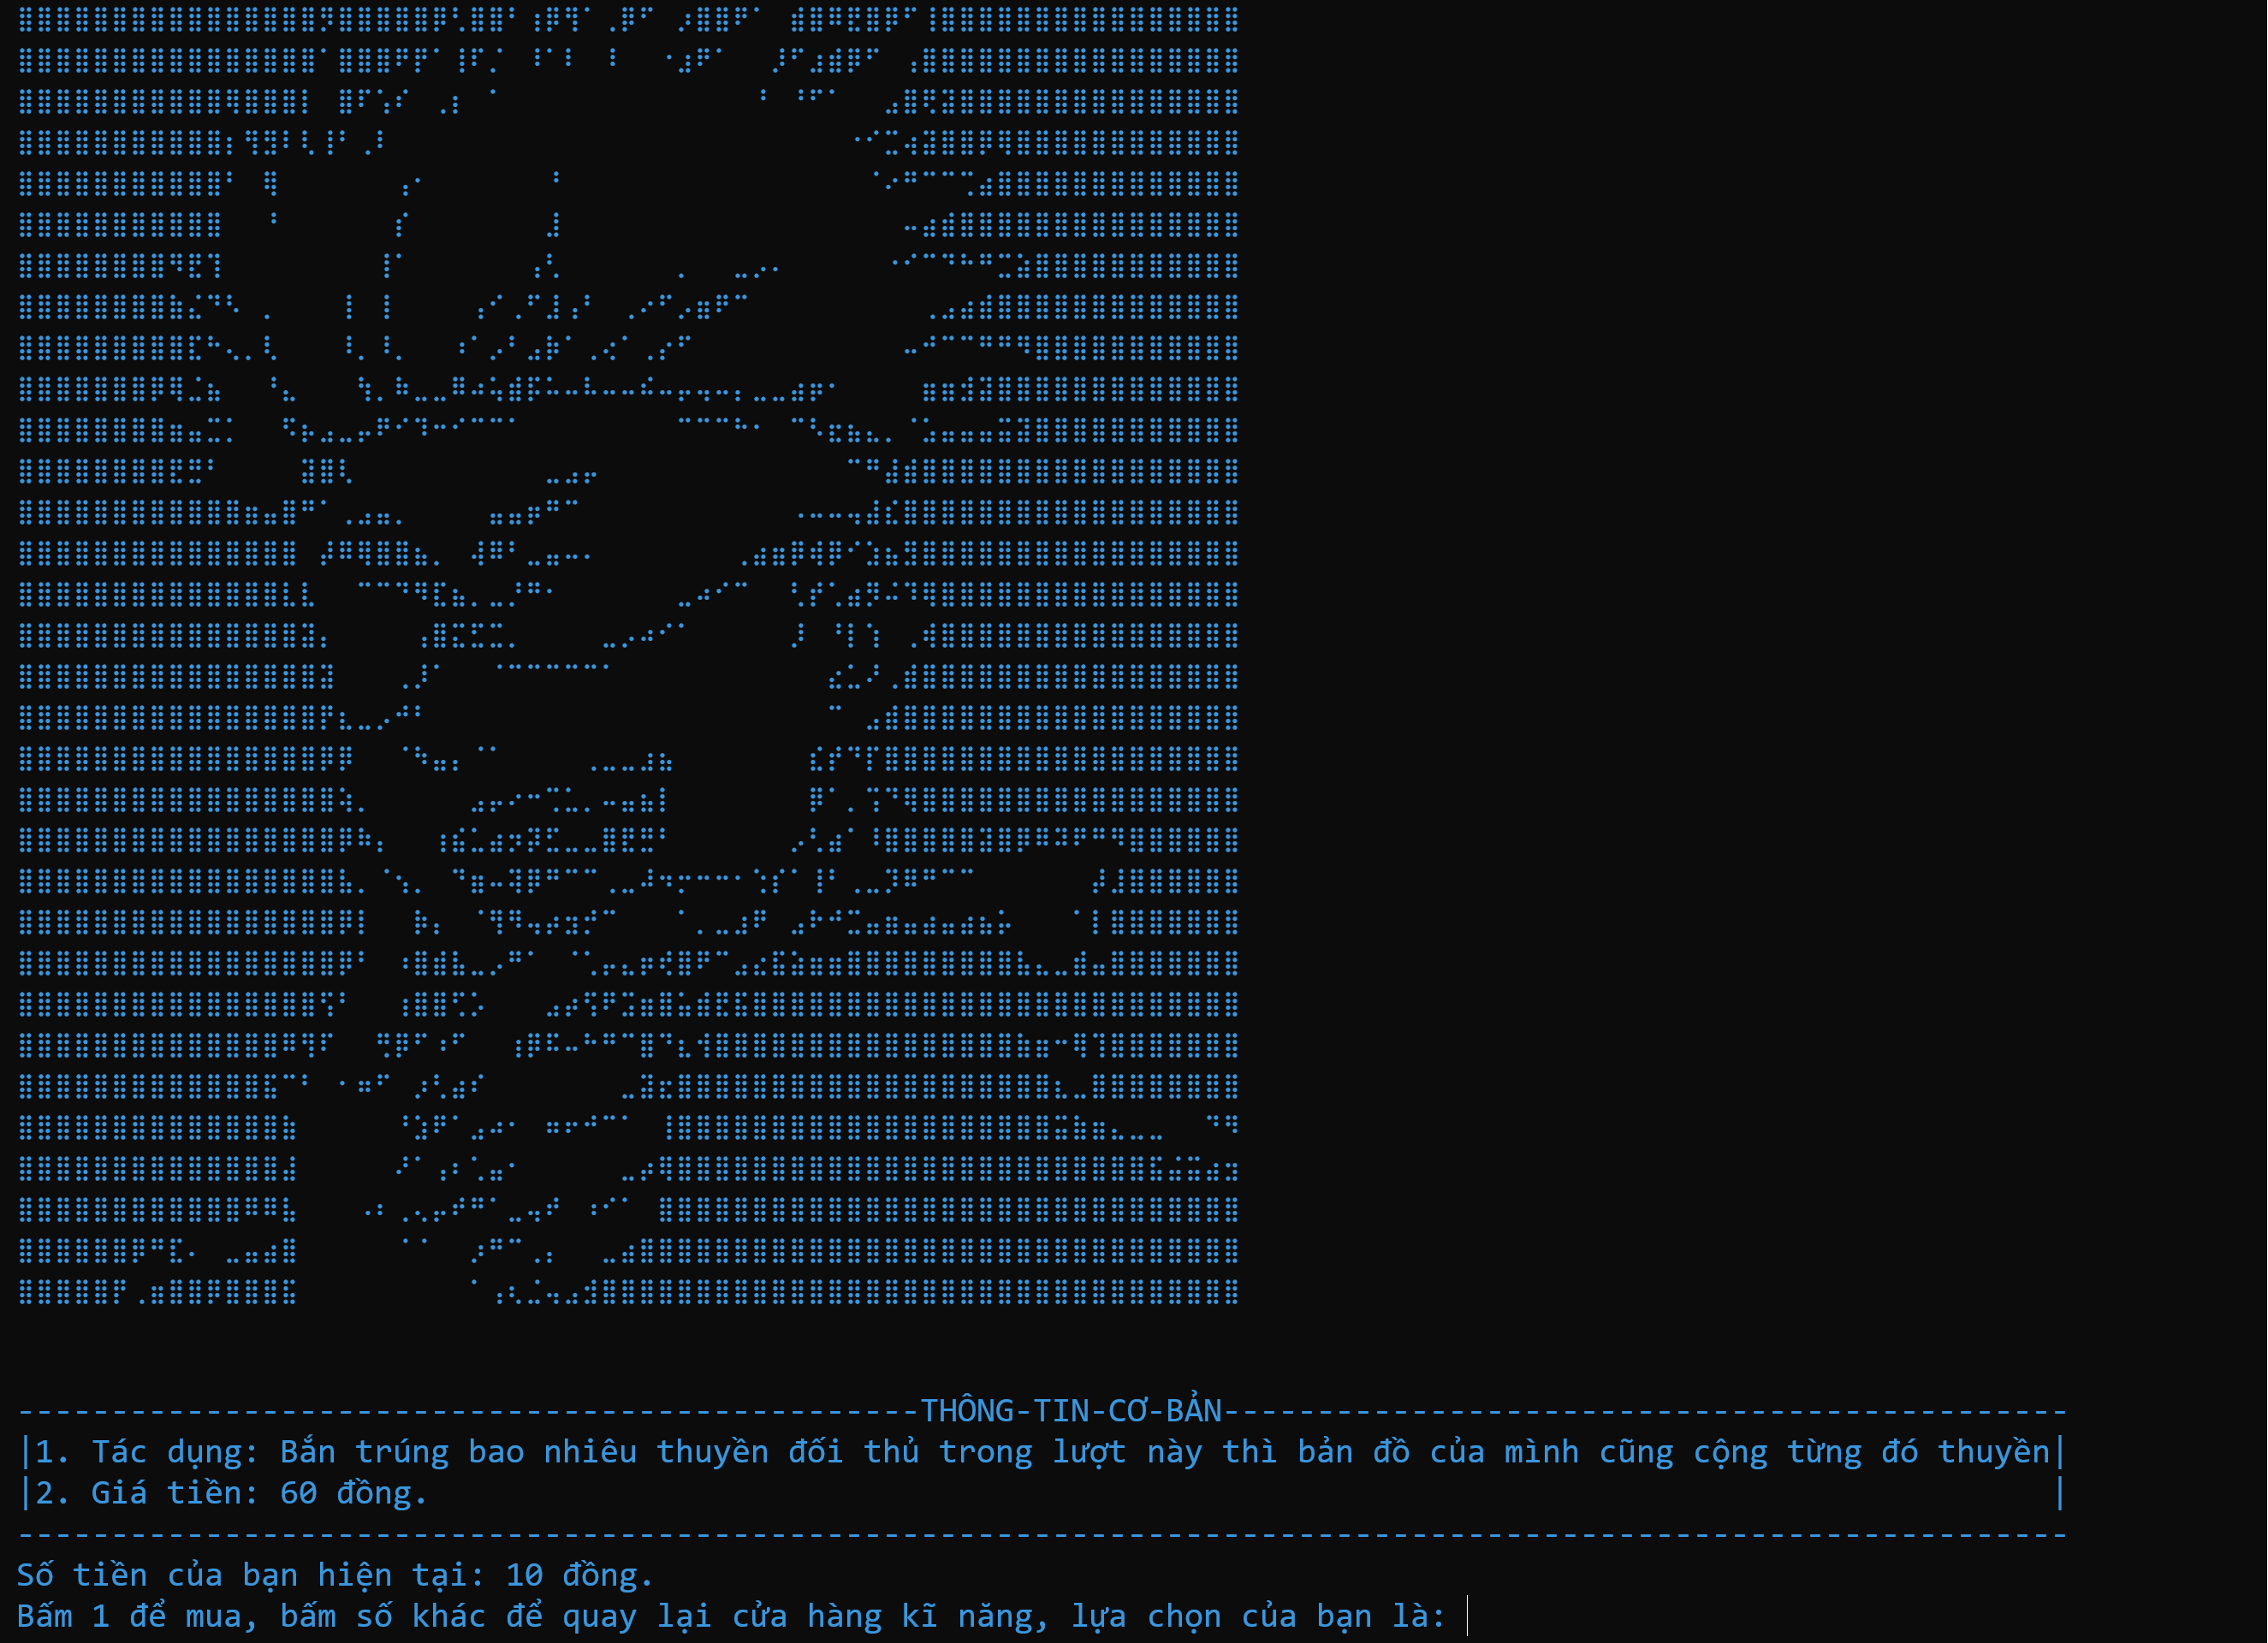 ------------------------------------------------THÔNG-TIN-CƠ-BẢN---------------------------------------------
|1. Tác dụng: Bắn trúng bao nhiêu thuyền đối thủ trong lượt này thì bản đồ của mình cũng cộng từng đó thuyền|
|2. Giá tiền: 60 đồng. |
-------------------------------------------------------------------------------------------------------------
Số tiền của bạn hiện tại: 10 đồng.
Bấm 1 để mua, bấm số khác để quay lại cửa hàng kĩ năng, lựa chọn của bạn là: